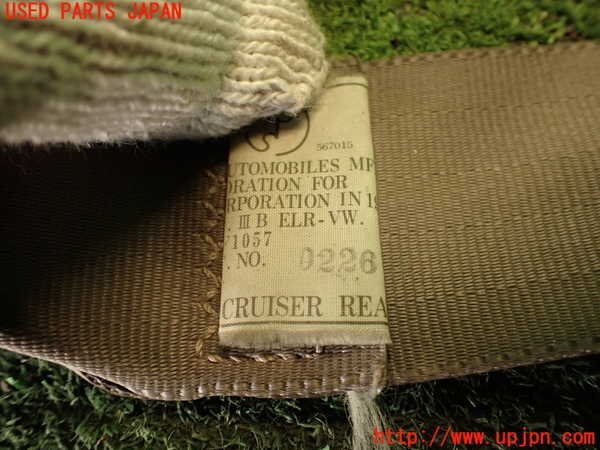 USED PARTS JAPAN
567015
UTOMOBILES MF
ORATION FOR
RPORATION IN 19
. III B ELR-VW.
71057
. NO. 0226
CRUISER REA
http://www.upjpn.com/